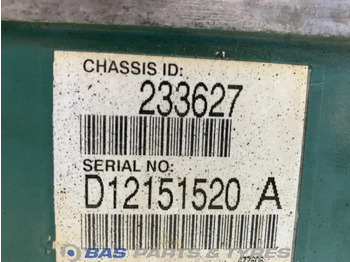 CHASSIS ID:
233627
SERIAL NO:
D12151520 A
BAS PARTS & TYRES